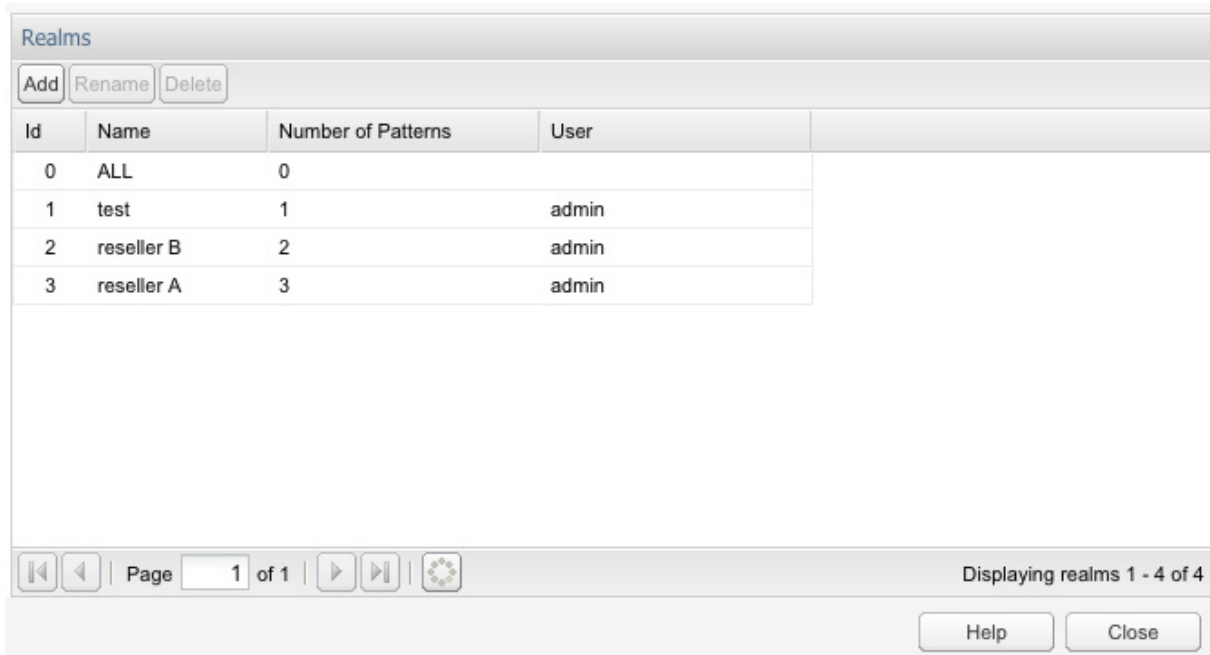 Realms
Add Rename Delete
Id Name Number of Patterns User
0 ALL 0
1 test 1 admin
2 reseller B 2 admin
3 reseller A 3 admin
Page 1 of 1 Displaying realms 1 - 4 of 4
Help Close